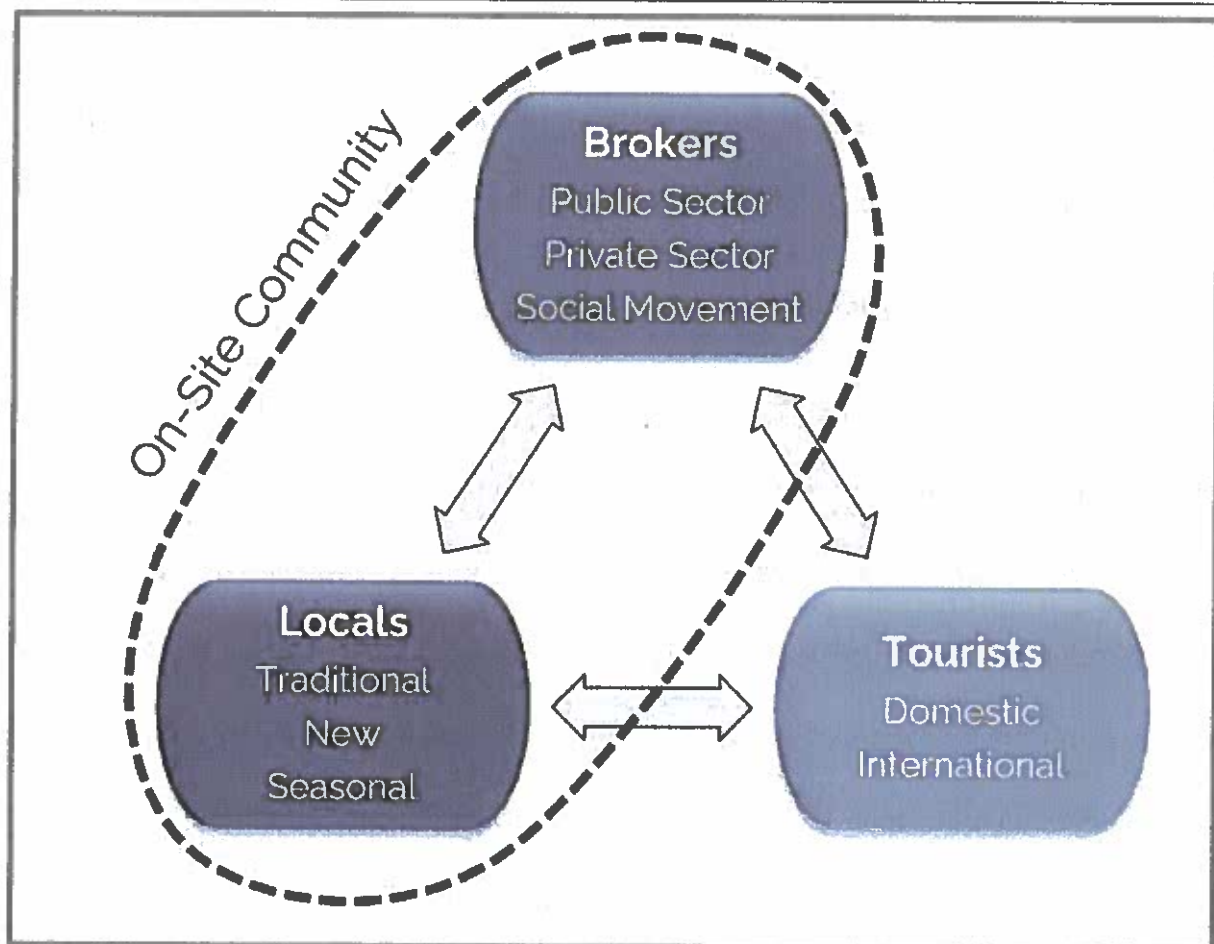 On-Site Community
Brokers
Public Sector
Private Sector
Social Movement
Locals
Traditional
New
Seasonal
Tourists
Domestic
International